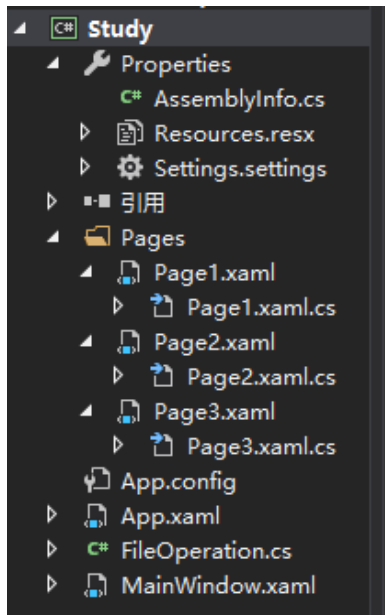 C# Study
Properties
C# AssemblyInfo.cs
Resources.resx
Settings.settings
引用
Pages
Page1.xaml
Page1.xaml.cs
Page2.xaml
Page2.xaml.cs
Page3.xaml
Page3.xaml.cs
App.config
App.xaml
C# FileOperation.cs
MainWindow.xaml